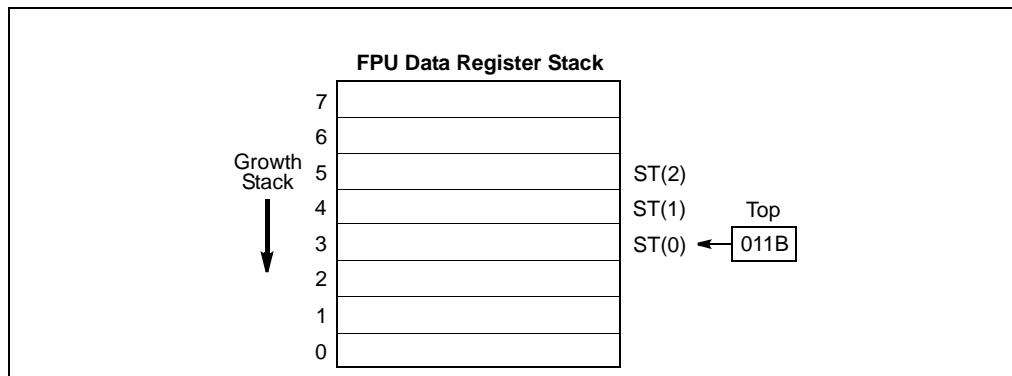 FPU Data Register Stack
7
6
Growth
Stack
5
ST(2)
4
ST(1)
Top
3
ST(0)
011B
2
1
0